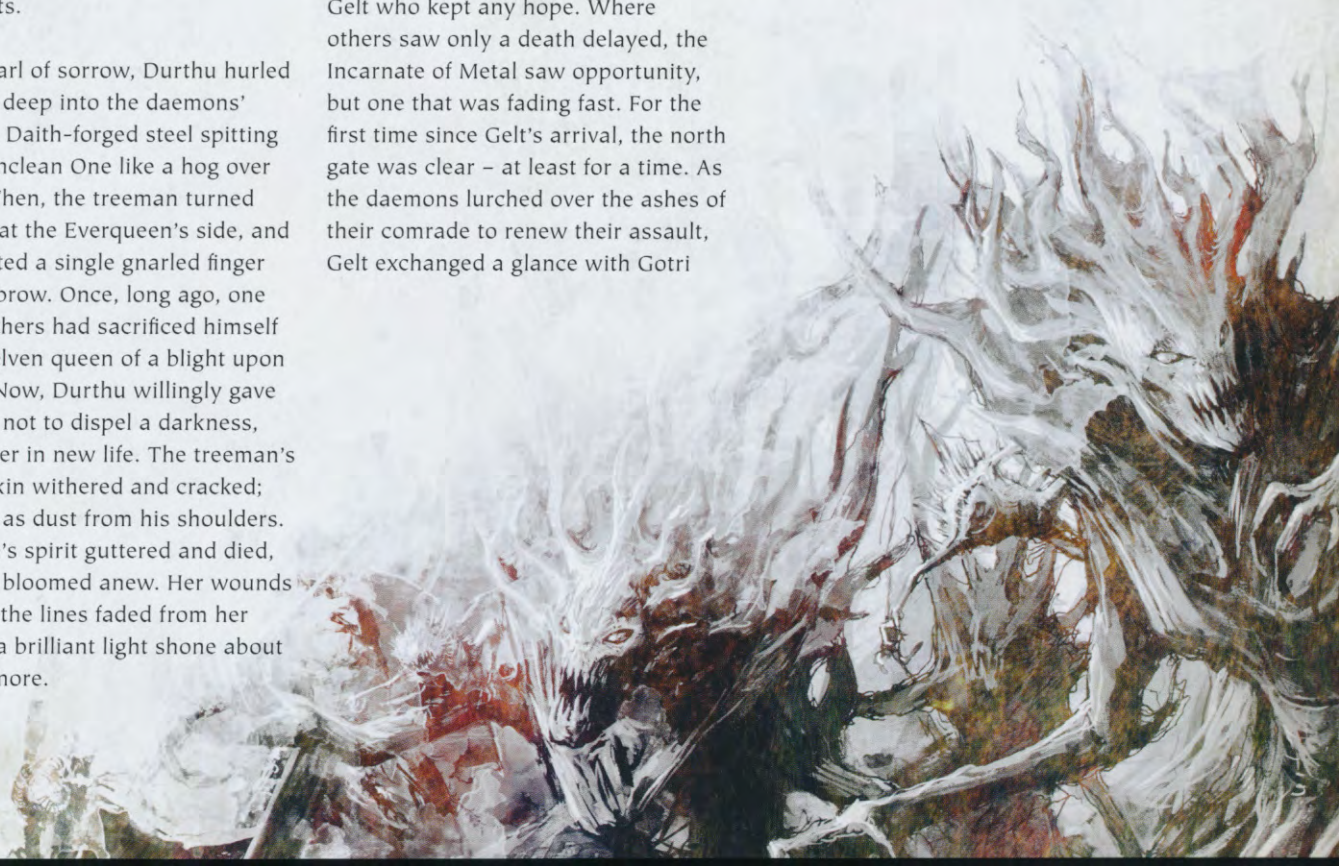 ts.
arl of sorrow, Durthu hurled
deep into the daemons'
Daith-forged steel spitting
nclean One like a hog over
hen, the treeman turned
at the Everqueen's side, and
ted a single gnarled finger
brow. Once, long ago, one
hers had sacrificed himself
lven queen of a blight upon
Now, Durthu willingly gave
not to dispel a darkness,
er in new life. The treeman's
kin withered and cracked;
as dust from his shoulders.
's spirit guttered and died,
bloomed anew. Her wounds
the lines faded from her
a brilliant light shone about
more.
Gelt who kept any hope. Where
others saw only a death delayed, the
Incarnate of Metal saw opportunity,
but one that was fading fast. For the
first time since Gelt's arrival, the north
gate was clear – at least for a time. As
the daemons lurched over the ashes of
their comrade to renew their assault,
Gelt exchanged a glance with Gotri